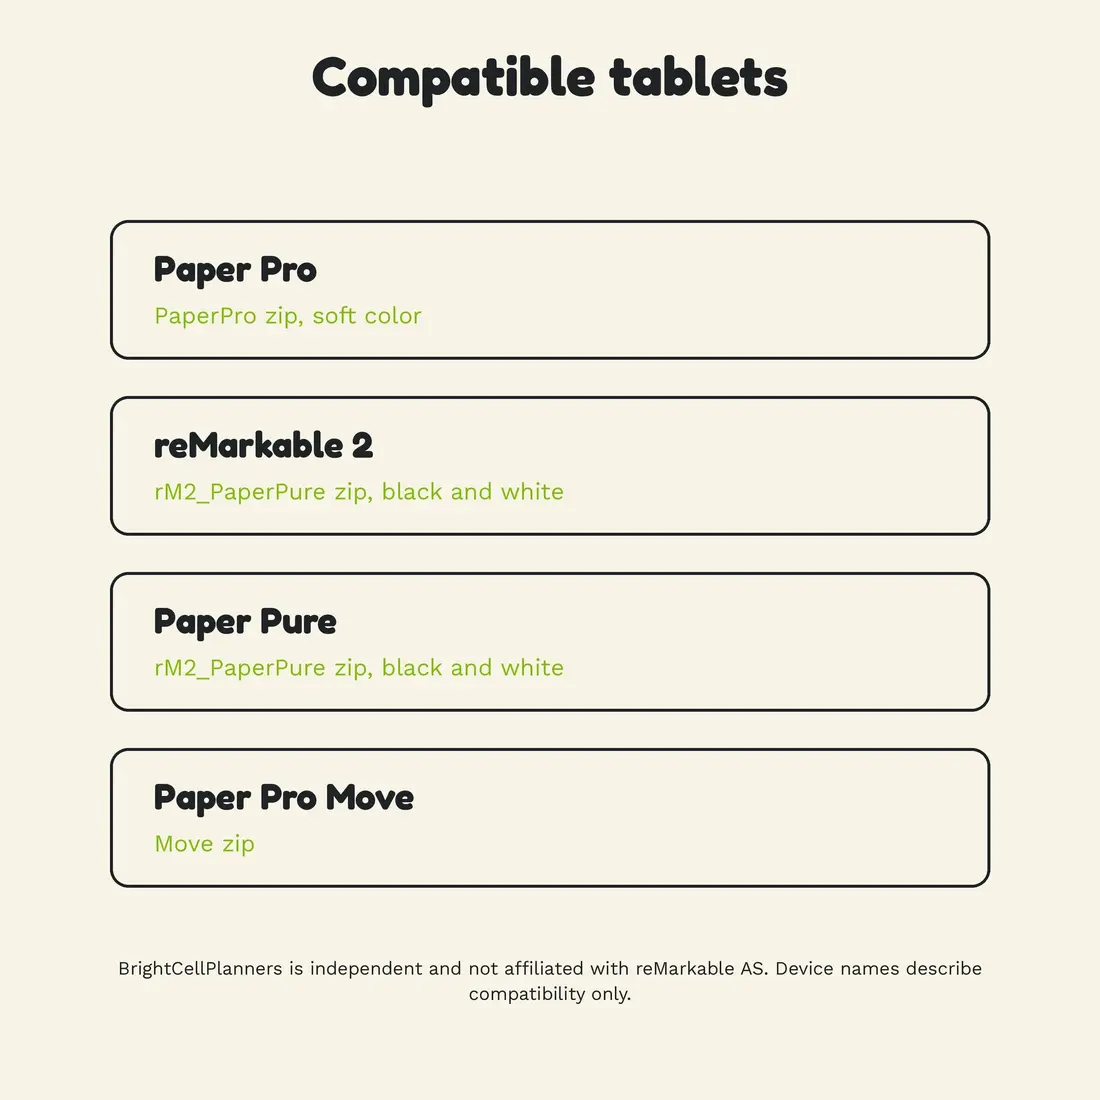 Compatible tablets
Paper Pro
PaperPro zip, soft color
reMarkable 2
rM2_PaperPure zip, black and white
Paper Pure
rM2_PaperPure zip, black and white
Paper Pro Move
Move zip
BrightCellPlanners is independent and not affiliated with reMarkable AS. Device names describe
compatibility only.